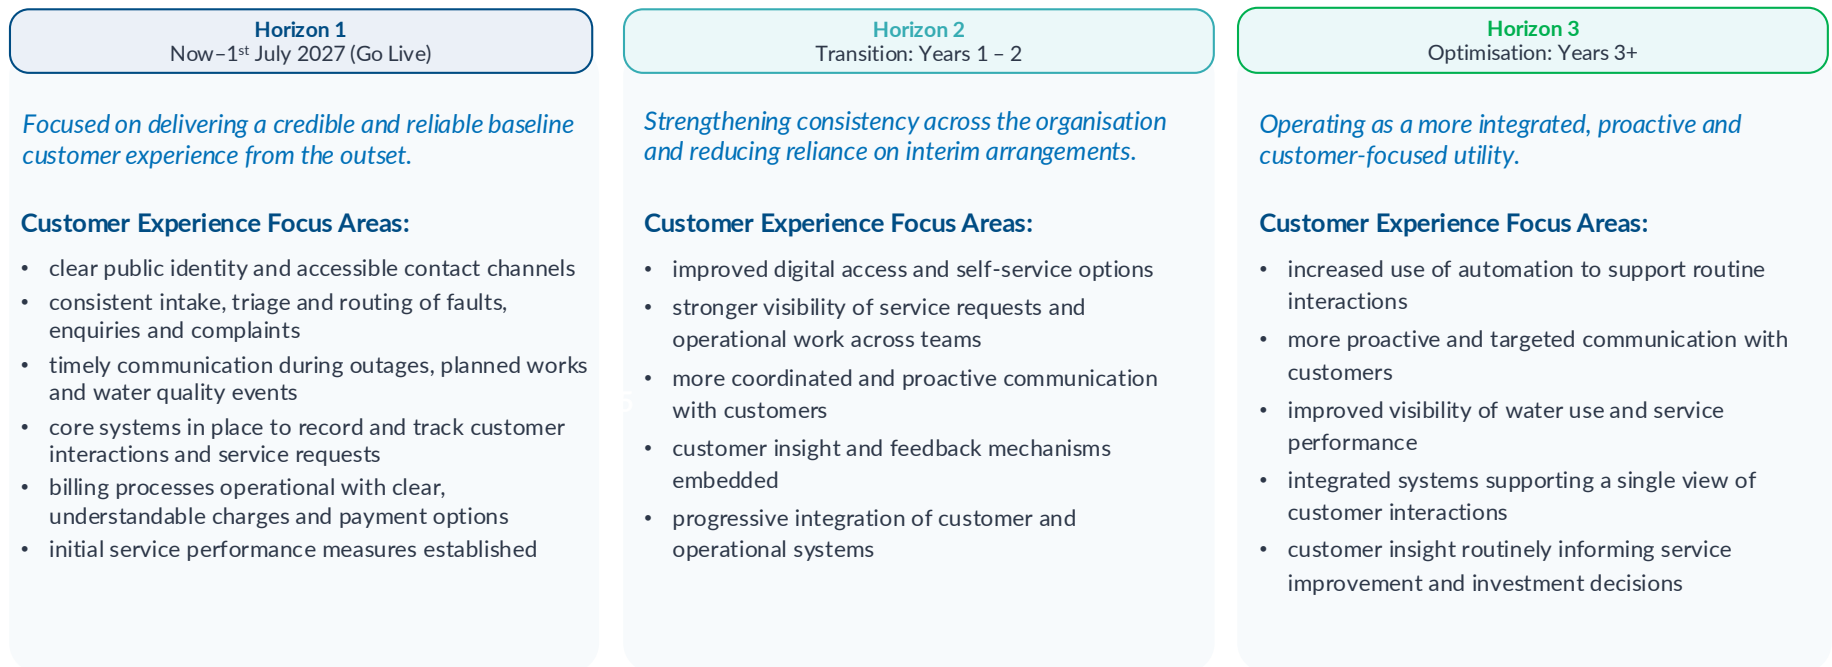 Horizon 1
Now–1st July 2027 (Go Live)
Focused on delivering a credible and reliable baseline
customer experience from the outset.
Customer Experience Focus Areas:
• clear public identity and accessible contact channels
• consistent intake, triage and routing of faults,
enquiries and complaints
• timely communication during outages, planned works
and water quality events
• core systems in place to record and track customer
interactions and service requests
• billing processes operational with clear,
understandable charges and payment options
• initial service performance measures established
Horizon 2
Transition: Years 1 – 2
Strengthening consistency across the organisation
and reducing reliance on interim arrangements.
Customer Experience Focus Areas:
• improved digital access and self-service options
• stronger visibility of service requests and
operational work across teams
• more coordinated and proactive communication
with customers
• customer insight and feedback mechanisms
embedded
• progressive integration of customer and
operational systems
Horizon 3
Optimisation: Years 3+
Operating as a more integrated, proactive and
customer-focused utility.
Customer Experience Focus Areas:
• increased use of automation to support routine
interactions
• more proactive and targeted communication with
customers
• improved visibility of water use and service
performance
• integrated systems supporting a single view of
customer interactions
• customer insight routinely informing service
improvement and investment decisions